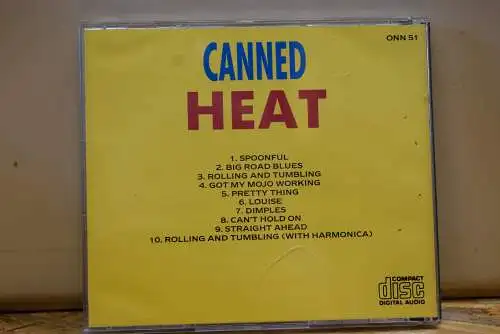 ONN 51
CANNED
HEAT
1. SPOONFUL
2. BIG ROAD BLUES
3. ROLLING AND TUMBLING
4. GOT MY MOJO WORKING
5. PRETTY THING
6. LOUISE
7. DIMPLES
8. CAN'T HOLD ON
9. STRAIGHT AHEAD
10. ROLLING AND TUMBLING (WITH HARMONICA)
COMPACT
disc
DIGITAL AUDIO